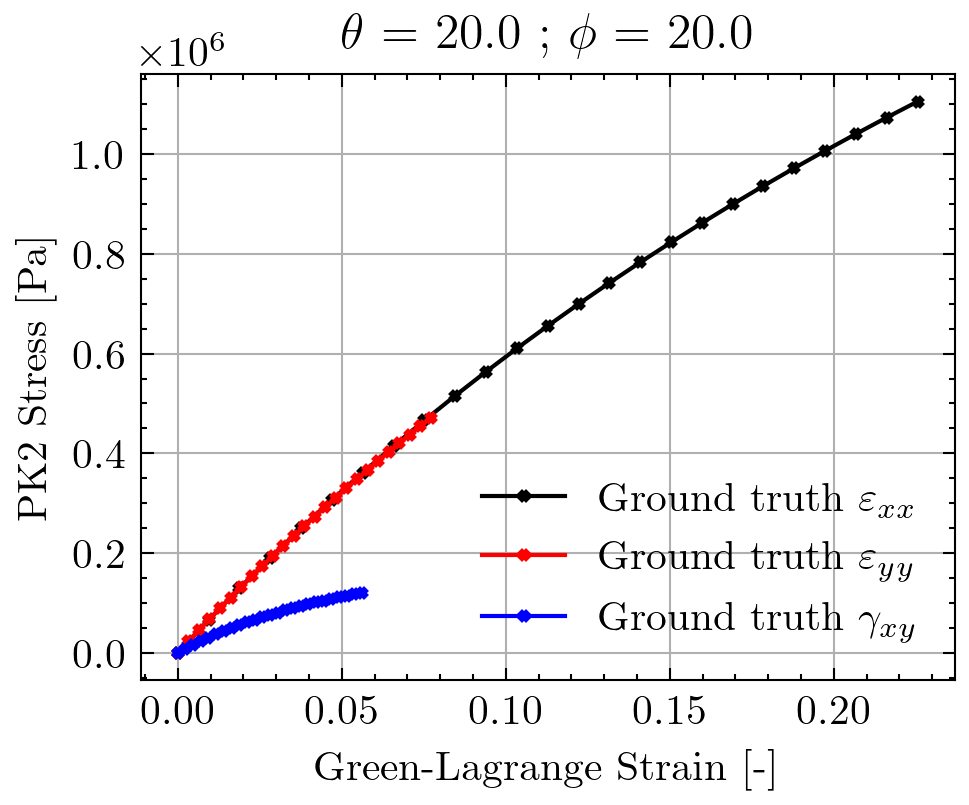 θ = 20.0 ; ϕ = 20.0
×10⁶
1.0
0.8
0.6
0.4
0.2
0.0
PK2 Stress [Pa]
Ground truth εₓₓ
Ground truth ε_yy
Ground truth γ_xy
0.00 0.05 0.10 0.15 0.20
Green-Lagrange Strain [-]